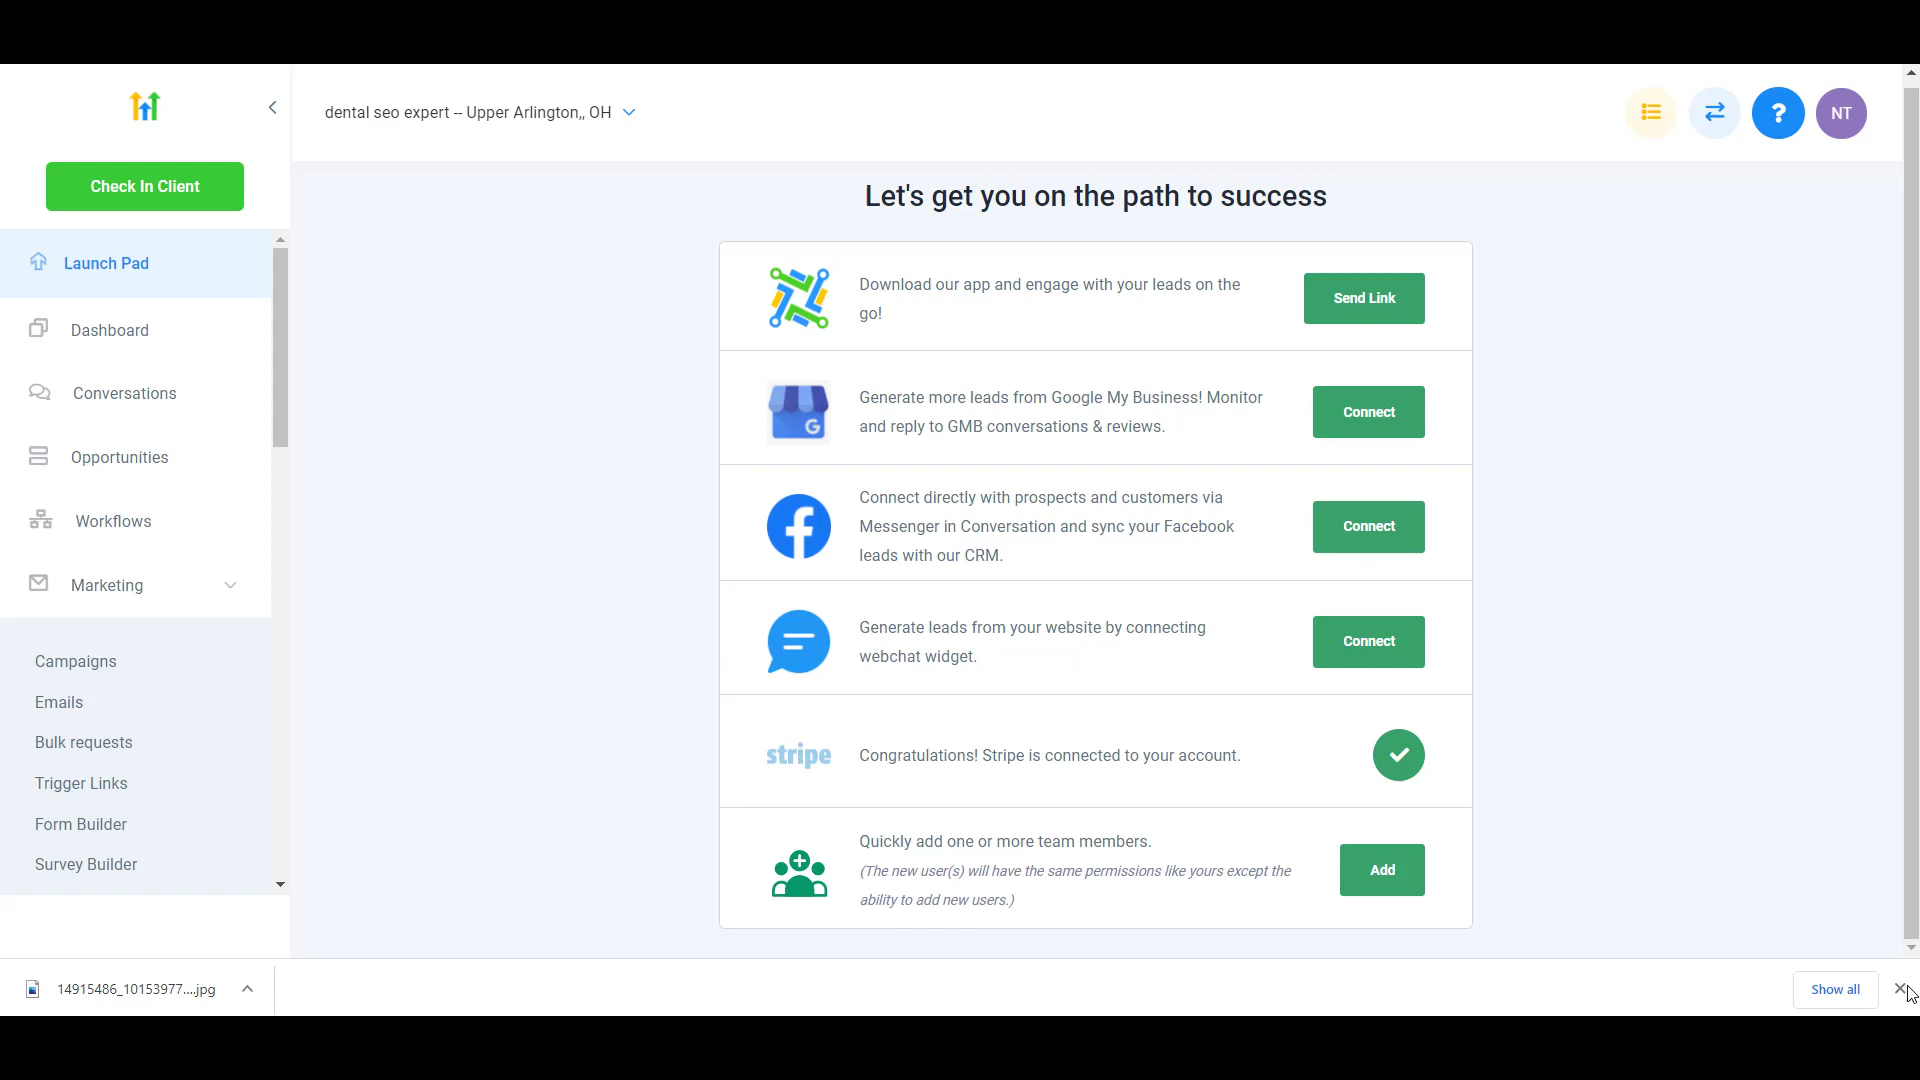 dental seo expert -- Upper Arlington,, OH
?
NT
Check In Client
Launch Pad
Dashboard
Conversations
Opportunities
Workflows
Marketing
Campaigns
Emails
Bulk requests
Trigger Links
Form Builder
Survey Builder
Let's get you on the path to success
Download our app and engage with your leads on the
go!
Send Link
G
Generate more leads from Google My Business! Monitor
and reply to GMB conversations & reviews.
Connect
Connect directly with prospects and customers via
Messenger in Conversation and sync your Facebook
leads with our CRM.
Connect
Generate leads from your website by connecting
webchat widget.
Connect
stripe
Congratulations! Stripe is connected to your account.
Quickly add one or more team members.
(The new user(s) will have the same permissions like yours except the
ability to add new users.)
Add
14915486_10153977....jpg
Show all